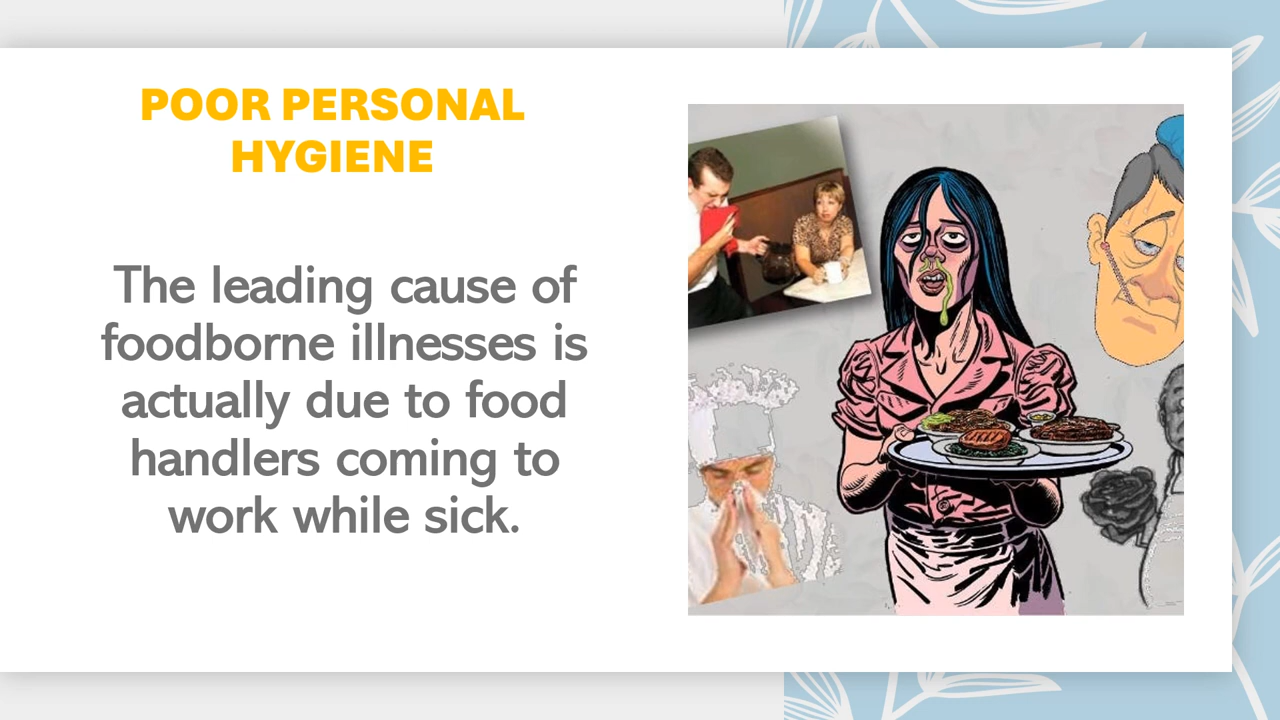 POOR PERSONAL
HYGIENE
The leading cause of
foodborne illnesses is
actually due to food
handlers coming to
work while sick.